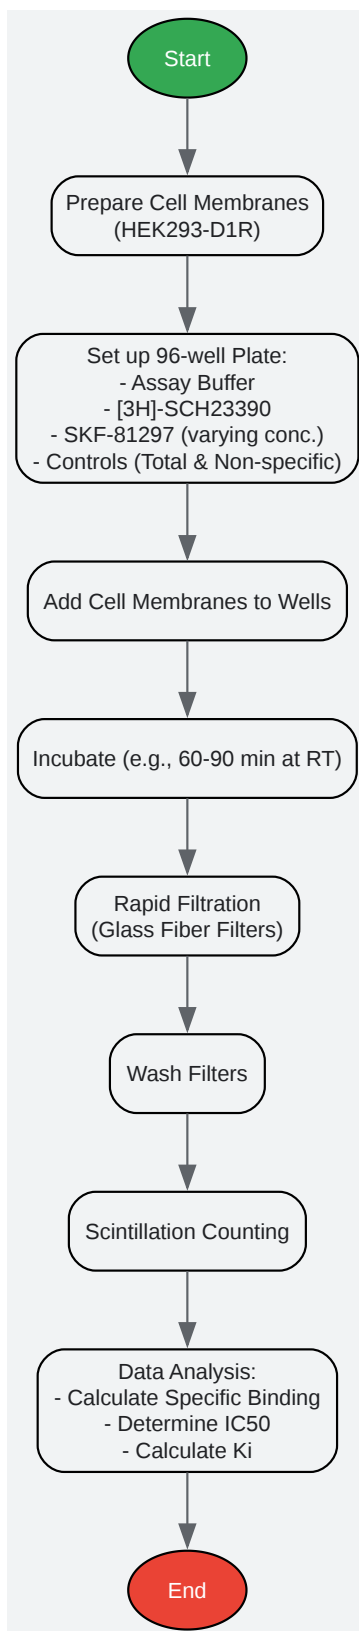 Start
Prepare Cell Membranes
(HEK293-D1R)
Set up 96-well Plate:
- Assay Buffer
- [3H]-SCH23390
- SKF-81297 (varying conc.)
- Controls (Total & Non-specific)
Add Cell Membranes to Wells
Incubate (e.g., 60-90 min at RT)
Rapid Filtration
(Glass Fiber Filters)
Wash Filters
Scintillation Counting
Data Analysis:
- Calculate Specific Binding
- Determine IC50
- Calculate Ki
End